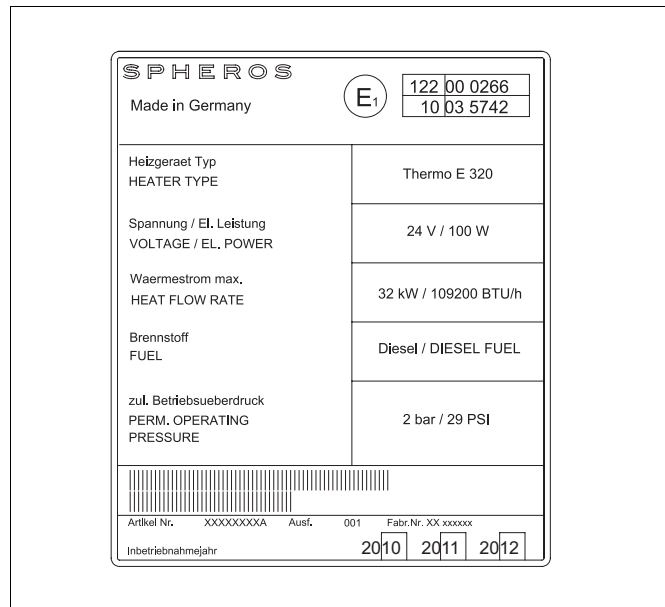 SPHEROS
Made in Germany
E1
122 00 0266
10 03 5742
Heizgeraet Typ
HEATER TYPE
Thermo E 320
Spannung / El. Leistung
VOLTAGE / EL. POWER
24 V / 100 W
Waermestrom max.
HEAT FLOW RATE
32 kW / 109200 BTU/h
Brennstoff
FUEL
Diesel / DIESEL FUEL
zul. Betriebsueberdruck
PERM. OPERATING
PRESSURE
2 bar / 29 PSI
Artikel Nr. XXXXXXXXA Ausf. 001 Fabr.Nr. XX xxxxxx
Inbetriebnahmejahr 2010 2011 2012